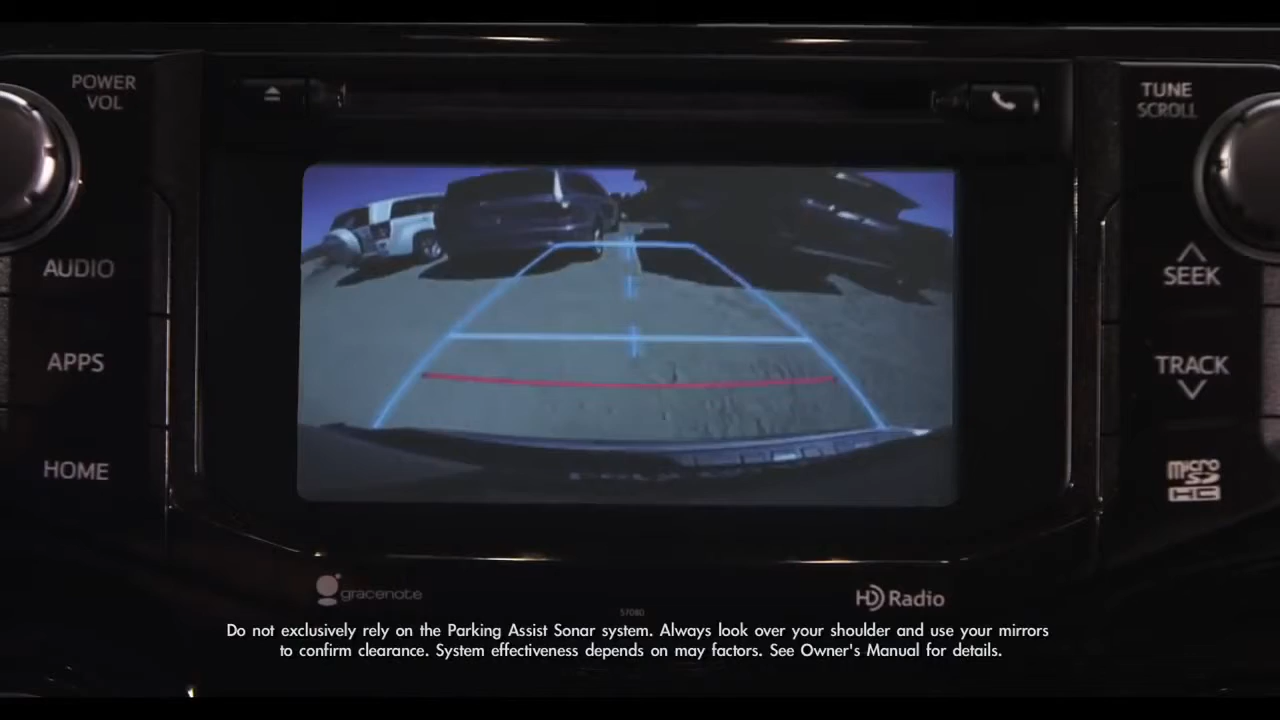 POWER
VOL
TUNE
SCROLL
AUDIO
SEEK
APPS
TRACK
HOME
micro
SD
HC
gracenote
HD Radio
57080
Do not exclusively rely on the Parking Assist Sonar system. Always look over your shoulder and use your mirrors
to confirm clearance. System effectiveness depends on may factors. See Owner's Manual for details.